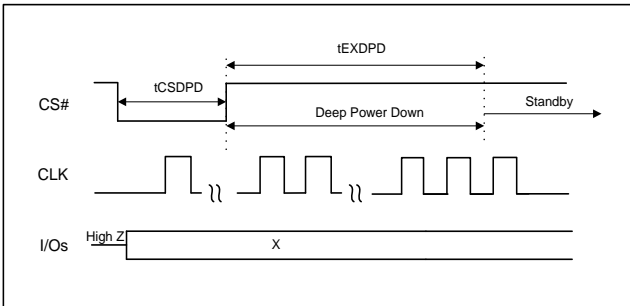 tEXDPD
tCSDPD
CS#
Deep Power Down
Standby
CLK
I/Os
High Z
X